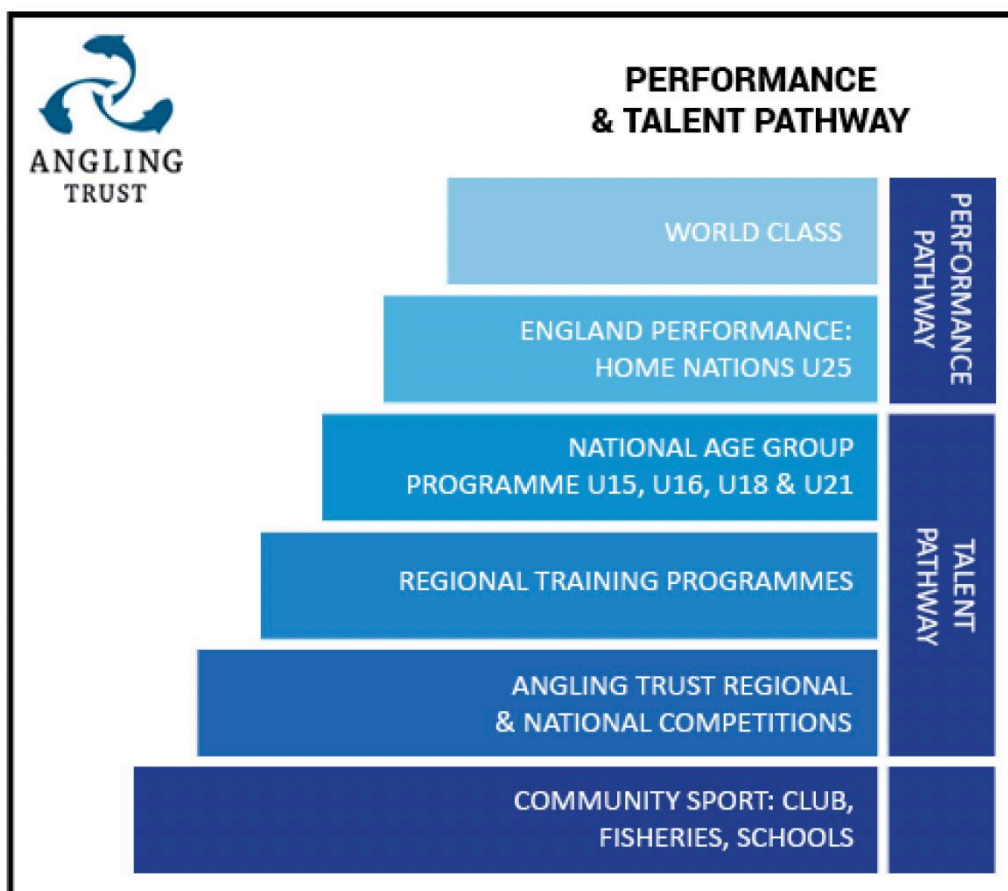 ANGLING
TRUST
PERFORMANCE
& TALENT PATHWAY
WORLD CLASS
ENGLAND PERFORMANCE:
HOME NATIONS U25
PERFORMANCE
PATHWAY
NATIONAL AGE GROUP
PROGRAMME U15, U16, U18 & U21
REGIONAL TRAINING PROGRAMMES
ANGLING TRUST REGIONAL
& NATIONAL COMPETITIONS
TALENT
PATHWAY
COMMUNITY SPORT: CLUB,
FISHERIES, SCHOOLS